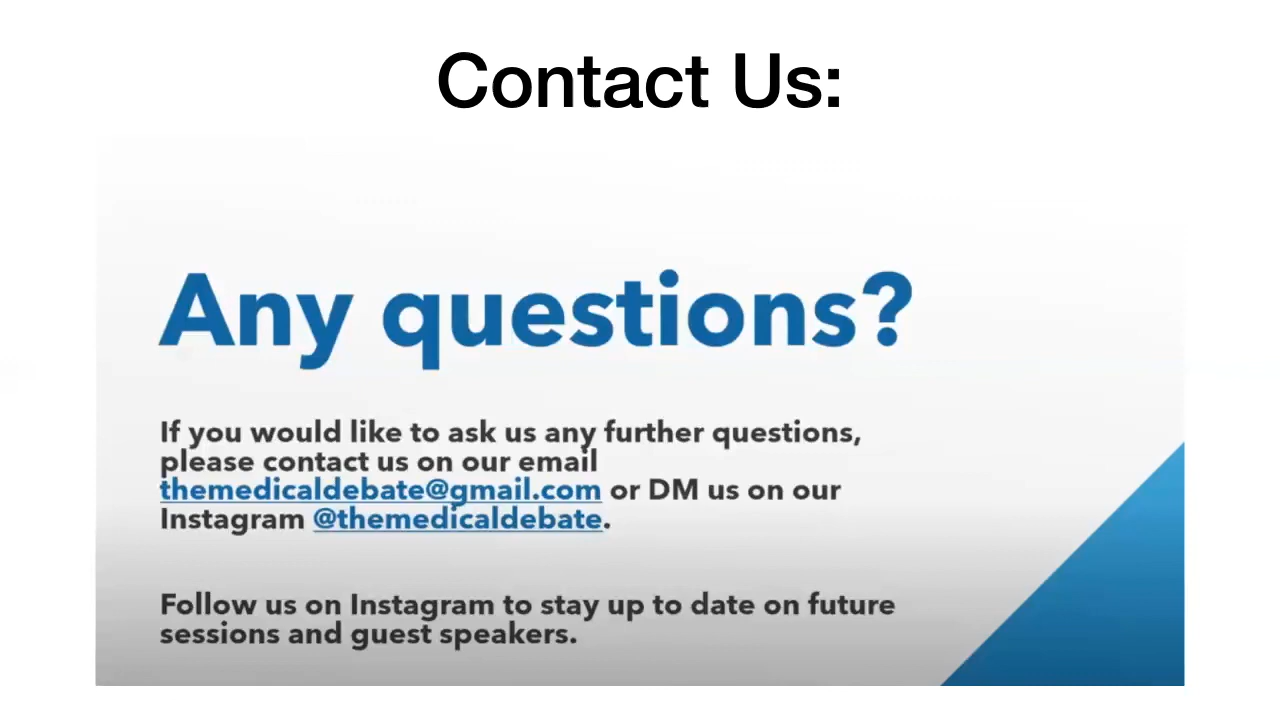 Contact Us:
Any questions?
If you would like to ask us any further questions,
please contact us on our email
themedicaldebate@gmail.com or DM us on our
Instagram @themedicaldebate.
Follow us on Instagram to stay up to date on future
sessions and guest speakers.